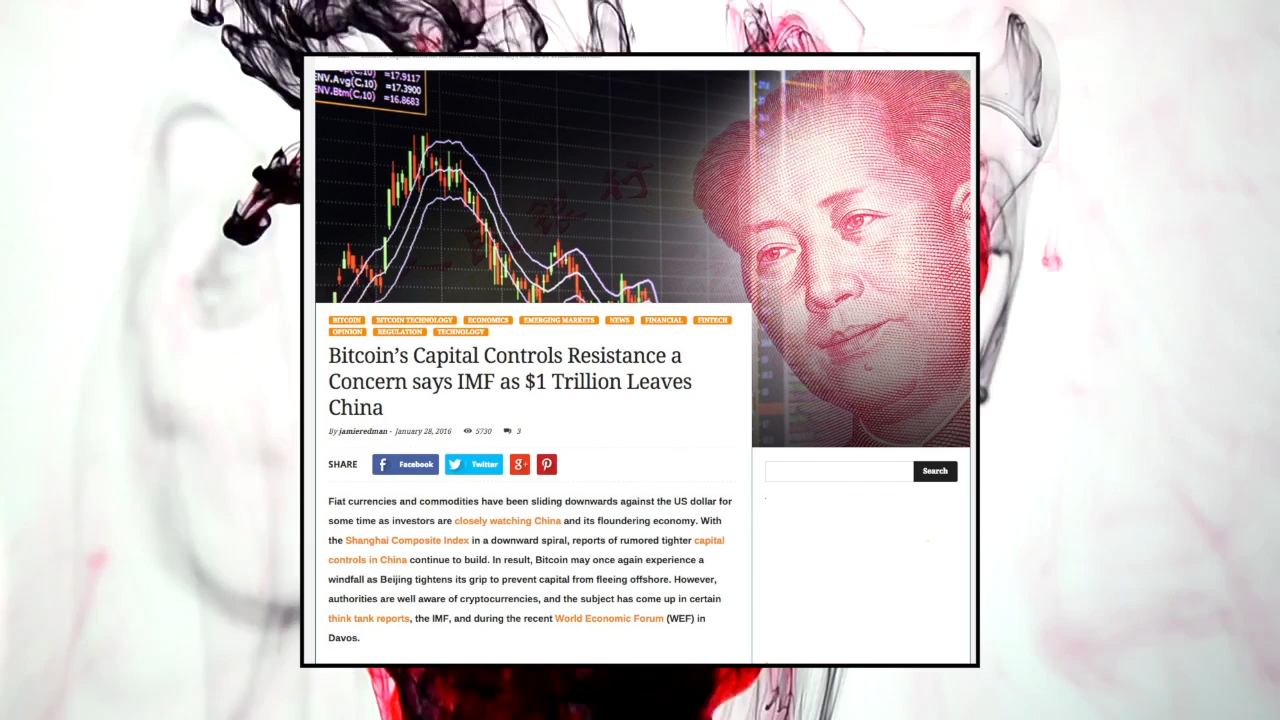 =17.9117
ENV.Avg(C,10) =17.3900
ENV.Btm(C,10) =16.8683
BITCOIN BITCOIN TECHNOLOGY ECONOMICS EMERGING MARKETS NEWS FINANCIAL FINTECH
OPINION REGULATION TECHNOLOGY
Bitcoin’s Capital Controls Resistance a
Concern says IMF as $1 Trillion Leaves
China
By jamieredman - January 28, 2016 5730 3
SHARE Facebook Twitter g+
Search
Fiat currencies and commodities have been sliding downwards against the US dollar for
some time as investors are closely watching China and its floundering economy. With
the Shanghai Composite Index in a downward spiral, reports of rumored tighter capital
controls in China continue to build. In result, Bitcoin may once again experience a
windfall as Beijing tightens its grip to prevent capital from fleeing offshore. However,
authorities are well aware of cryptocurrencies, and the subject has come up in certain
think tank reports, the IMF, and during the recent World Economic Forum (WEF) in
Davos.